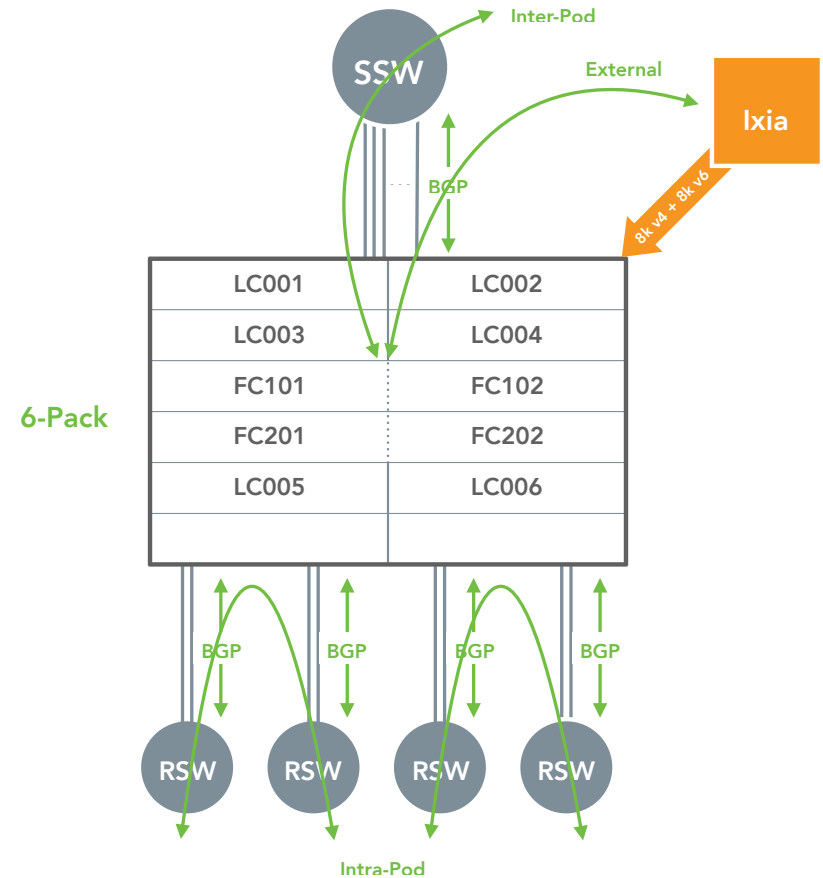 Inter-Pod
SSW
External
Ixia
BGP
8k v4 + 8k v6
LC001 LC002
LC003 LC004
6-Pack
FC101 FC102
FC201 FC202
LC005 LC006
BGP BGP BGP BGP
RSW RSW RSW RSW
Intra-Pod